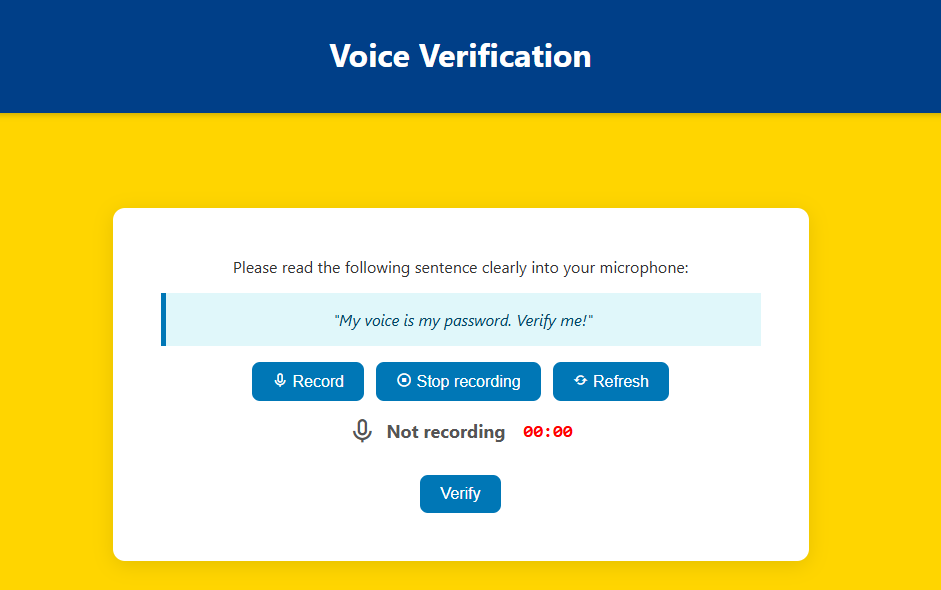 Voice Verification
Please read the following sentence clearly into your microphone:
"My voice is my password. Verify me!"
Record Stop recording Refresh
Not recording 00:00
Verify